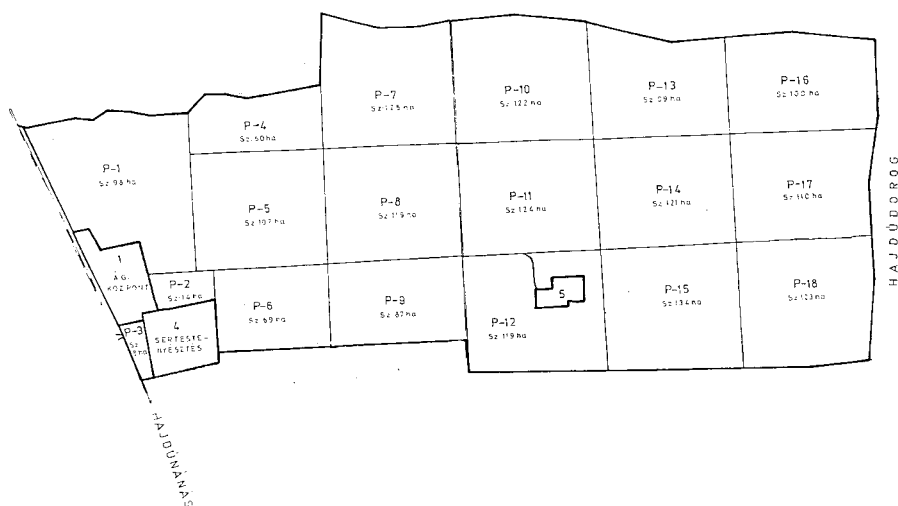 P-16
Sz. 100 ha
P-13
P-10
Sz. 122 ha
P-7
Sz. 125 ha
P-4
Sz. 60 ha
P-1
Sz. 98 ha
P-5
Sz. 107 ha
P-8
Sz. 119 ha
P-11
Sz. 124 ha
P-14
Sz. 121 ha
P-17
Sz. 110 ha
HAJDÚDOROG
1
Á.G.
KÖZPONT
P-2
Sz. 14 ha
P-3
Sz.
4
SERTÉSTE-
NYÉSZTÉS
P-6
Sz. 69 ha
P-9
Sz. 87 ha
P-12
Sz. 119 ha
5
P-15
Sz. 134 ha
P-18
Sz. 123 ha
HAJDÚNÁNÁS